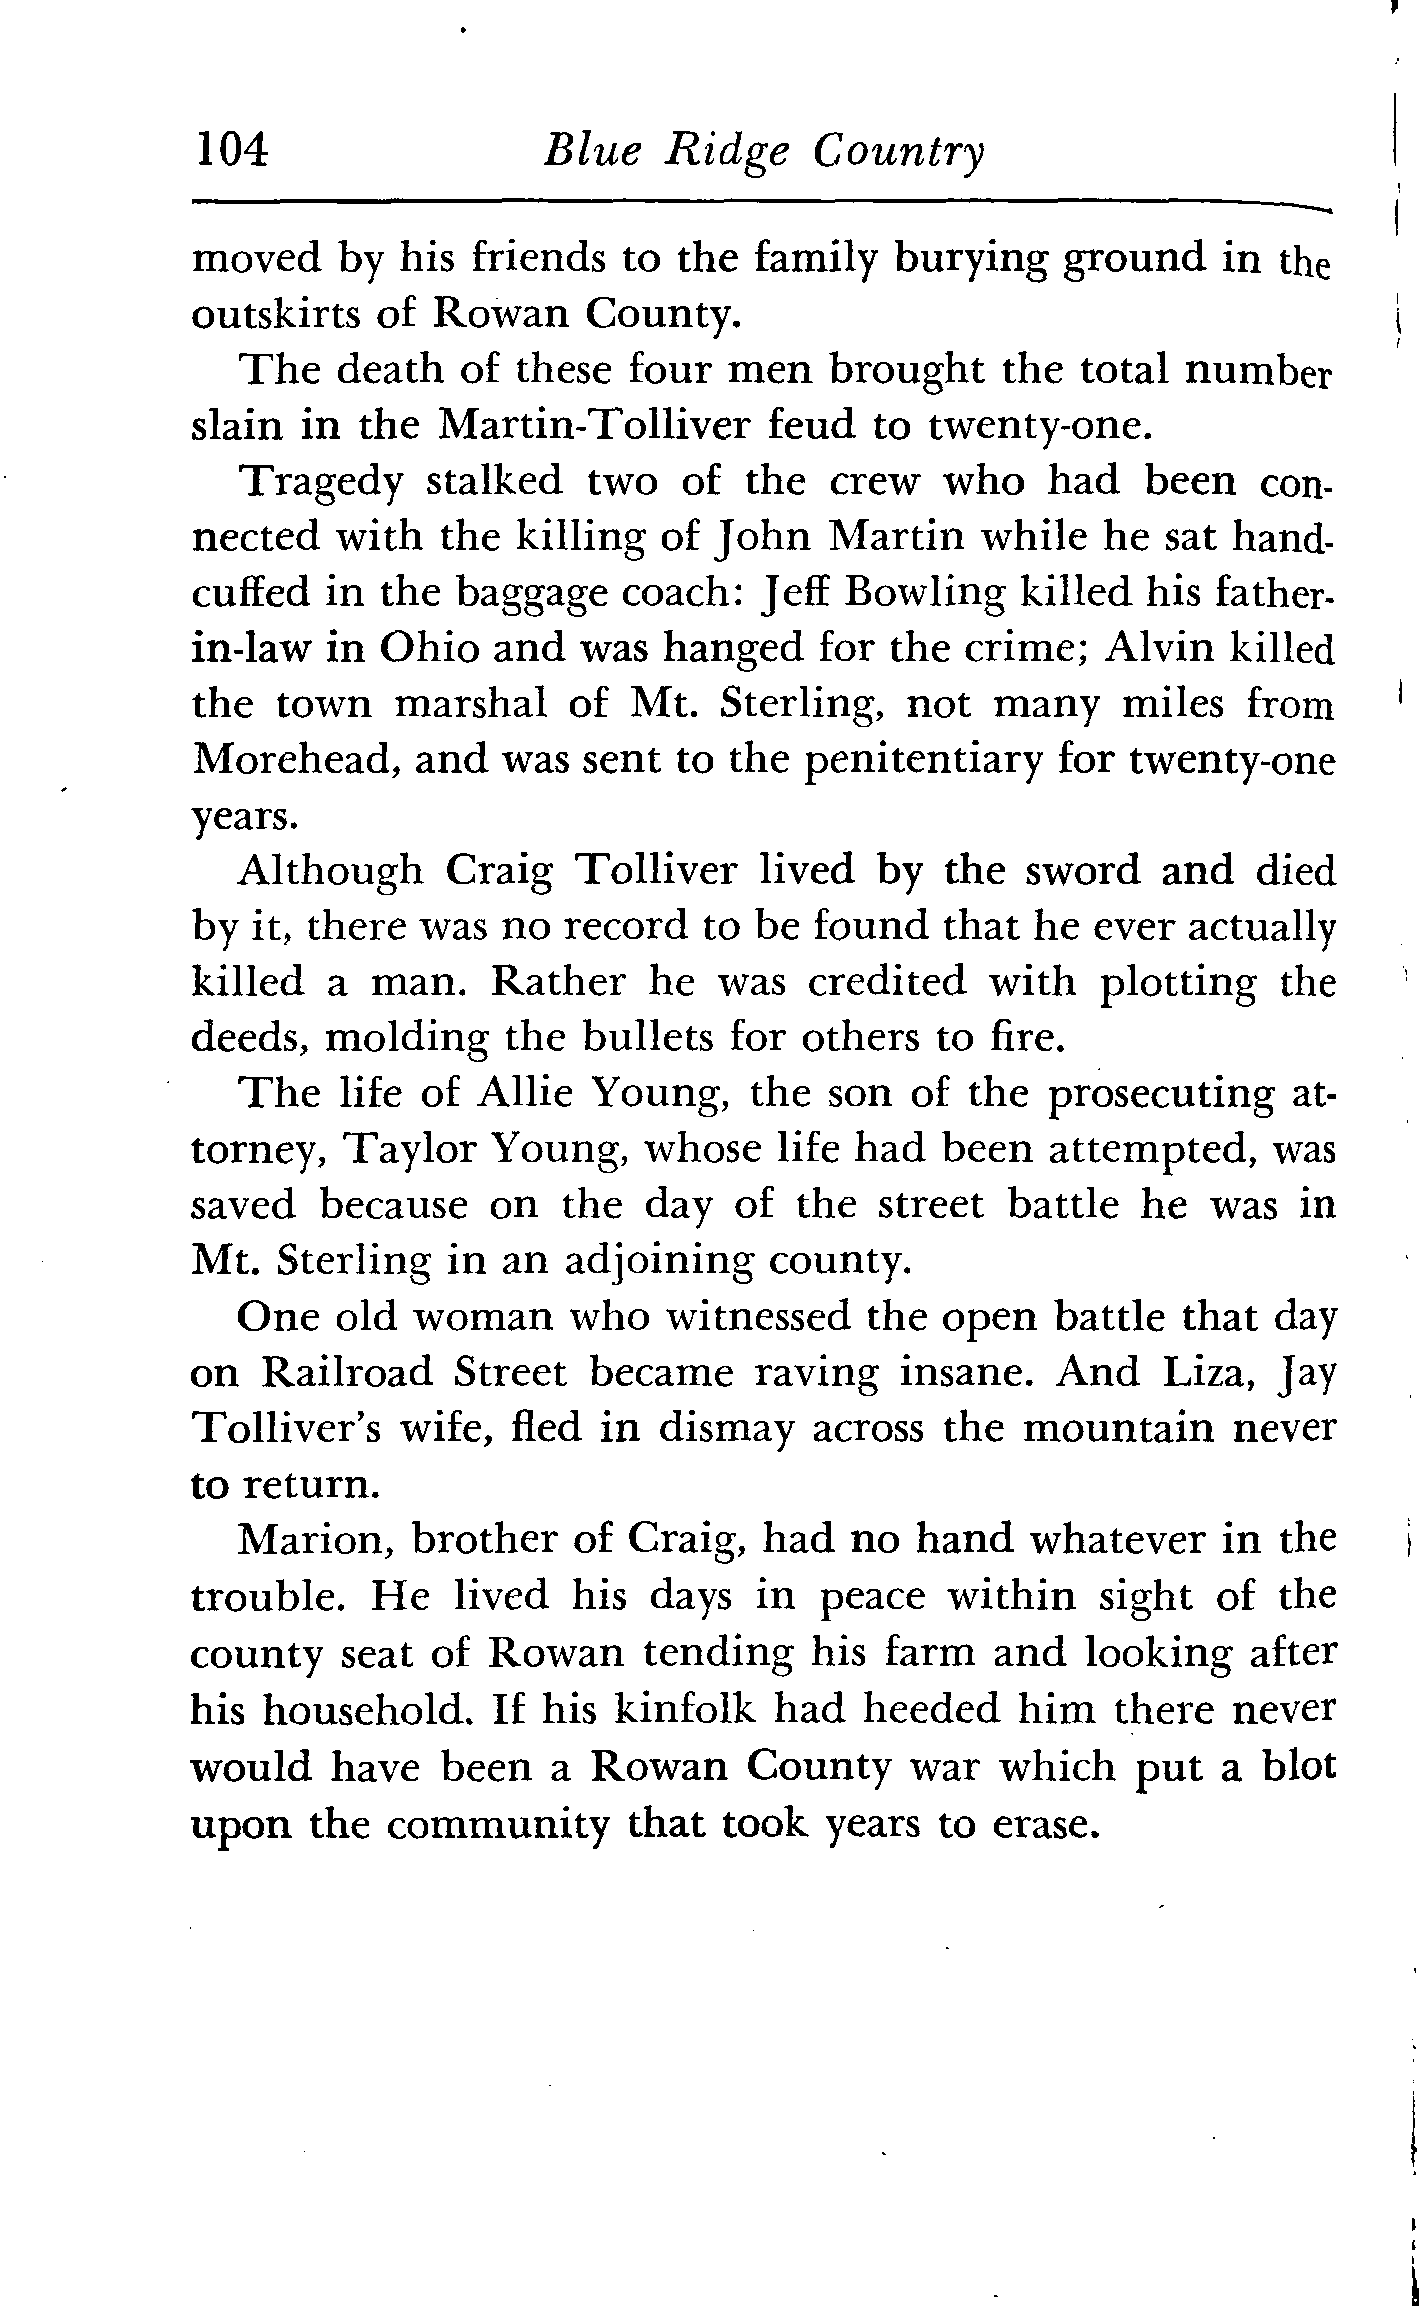 104 Blue Ridge Country
moved by his friends to the family burying ground in the
outskirts of Rowan County.
The death of these four men brought the total number
slain in the Martin-Tolliver feud to twenty-one.
Tragedy stalked two of the crew who had been con-
nected with the killing of John Martin while he sat hand-
cuffed in the baggage coach: Jeff Bowling killed his father-
in-law in Ohio and was hanged for the crime; Alvin killed
the town marshal of Mt. Sterling, not many miles from
Morehead, and was sent to the penitentiary for twenty-one
years.
Although Craig Tolliver lived by the sword and died
by it, there was no record to be found that he ever actually
killed a man. Rather he was credited with plotting the
deeds, molding the bullets for others to fire.
The life of Allie Young, the son of the prosecuting at-
torney, Taylor Young, whose life had been attempted, was
saved because on the day of the street battle he was in
Mt. Sterling in an adjoining county.
One old woman who witnessed the open battle that day
on Railroad Street became raving insane. And Liza, Jay
Tolliver's wife, fled in dismay across the mountain never
to return.
Marion, brother of Craig, had no hand whatever in the
trouble. He lived his days in peace within sight of the
county seat of Rowan tending his farm and looking after
his household. If his kinfolk had heeded him there never
would have been a Rowan County war which put a blot
upon the community that took years to erase.